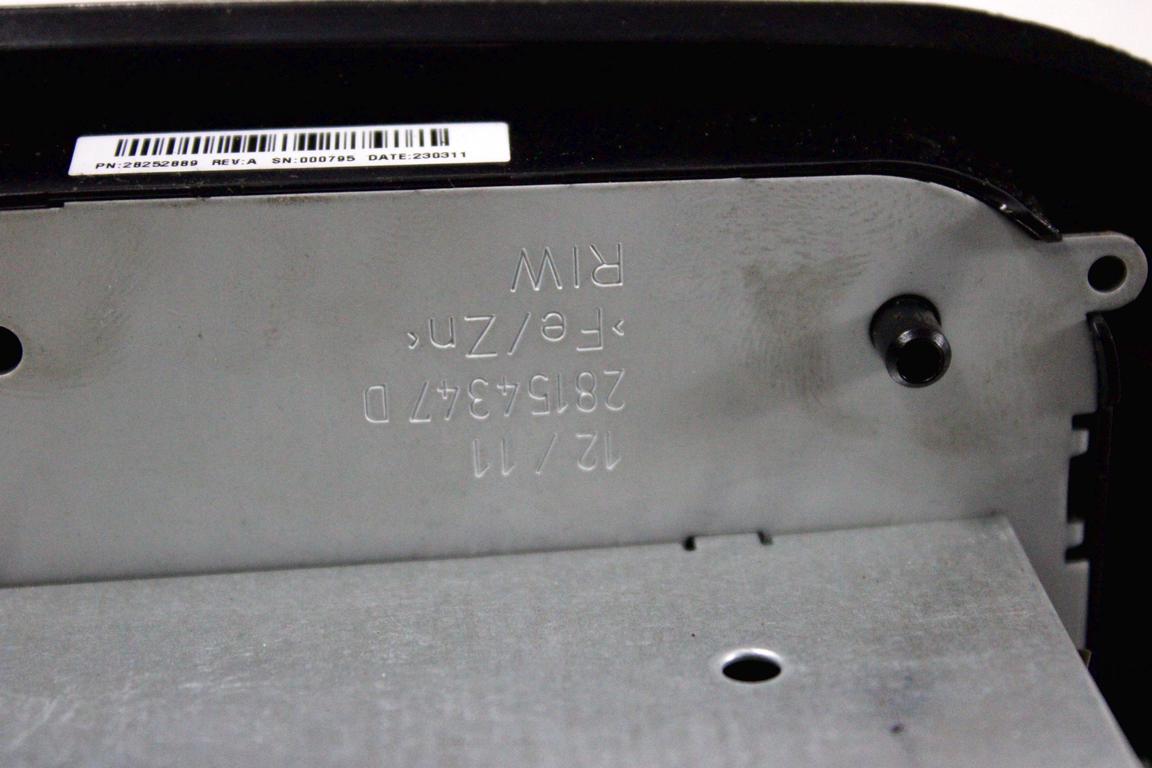 PN:28252889 REV:A SN:000795 DATE:230311
12/11
28154347 D
>Fe/Zn<
RIW